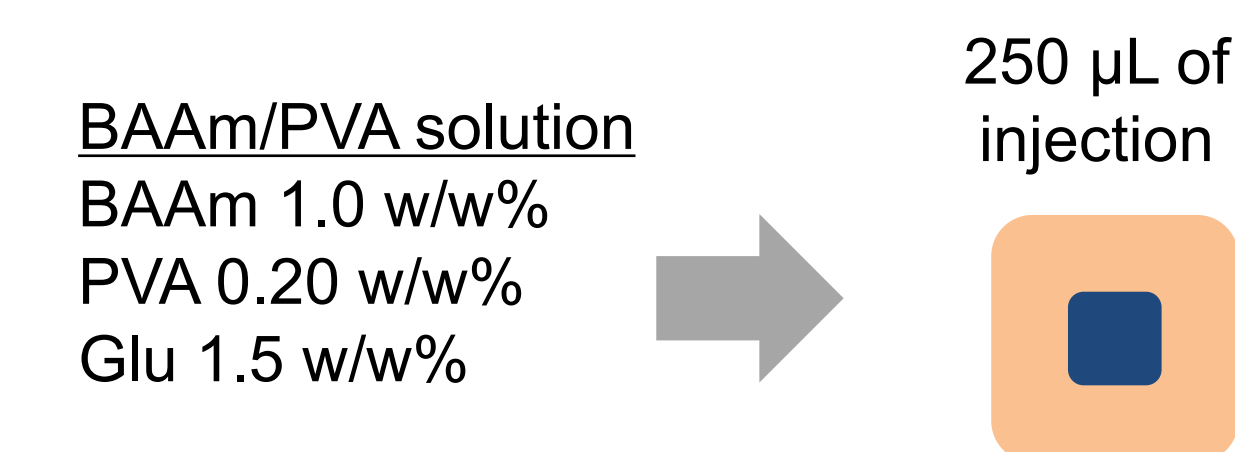 BAAm/PVA solution
BAAm 1.0 w/w%
PVA 0.20 w/w%
Glu 1.5 w/w%
250 µL of
injection